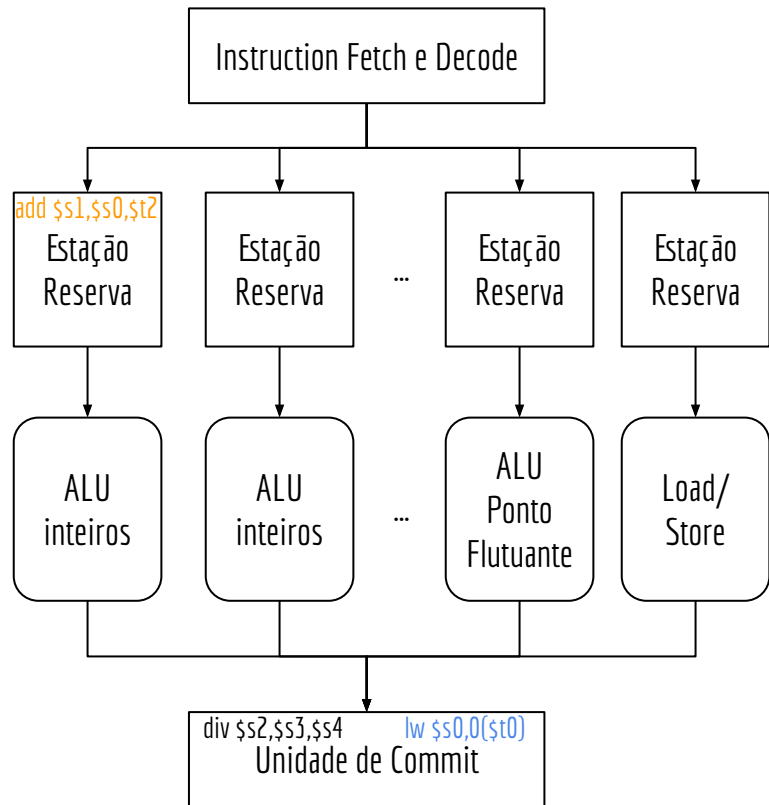 Instruction Fetch e Decode
add $s1,$s0,$t2
Estação
Reserva
Estação
Reserva
...
Estação
Reserva
Estação
Reserva
ALU
inteiros
ALU
inteiros
...
ALU
Ponto
Flutuante
Load/
Store
div $s2,$s3,$s4
lw $s0,0($t0)
Unidade de Commit